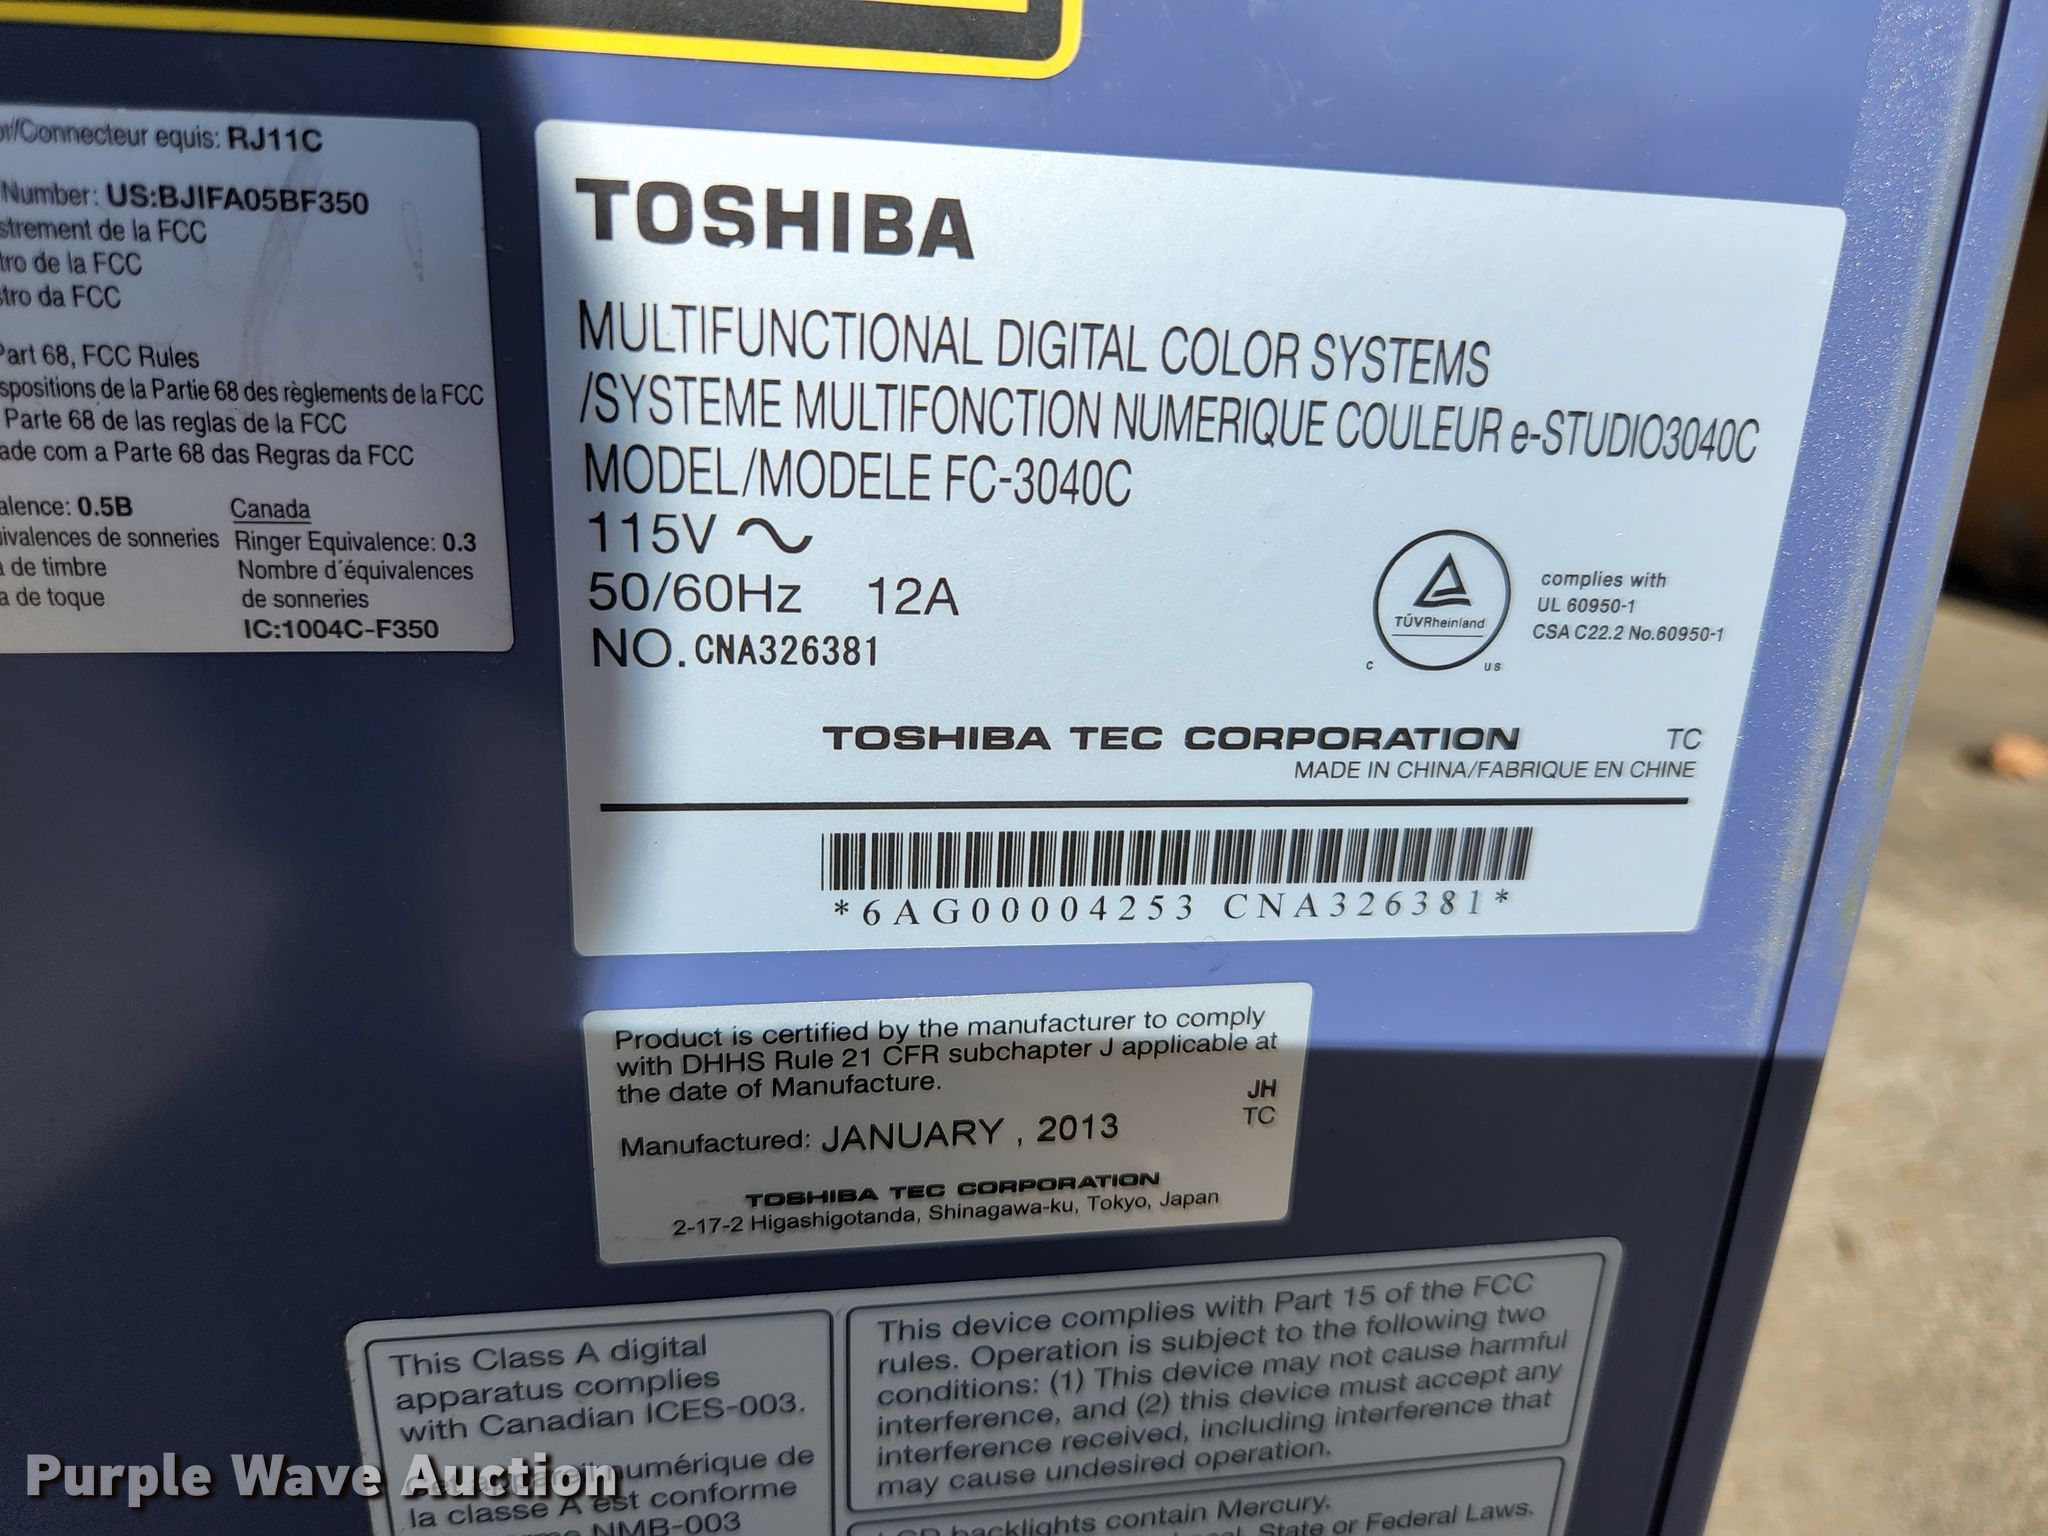 /Connecteur equis: RJ11C
Number: US:BJIFA05BF350
strement de la FCC
tro de la FCC
stro da FCC
Part 68, FCC Rules
spositions de la Partie 68 des règlements de la FCC
Parte 68 de las reglas de la FCC
ade com a Parte 68 das Regras da FCC
alence: 0.5B
ivalences de sonneries
de timbre
a de toque
Canada
Ringer Equivalence: 0.3
Nombre d'équivalences
de sonneries
IC:1004C-F350
TOSHIBA
MULTIFUNCTIONAL DIGITAL COLOR SYSTEMS
/SYSTEME MULTIFONCTION NUMERIQUE COULEUR e-STUDIO3040C
MODEL/MODELE FC-3040C
115V ~
50/60Hz 12A
NO. CNA326381
TÜVRheinland
C US
complies with
UL 60950-1
CSA C22.2 No.60950-1
TOSHIBA TEC CORPORATION TC
MADE IN CHINA/FABRIQUE EN CHINE
*6AG00004253 CNA326381*
Product is certified by the manufacturer to comply
with DHHS Rule 21 CFR subchapter J applicable at
the date of Manufacture.
JH
TC
Manufactured: JANUARY , 2013
TOSHIBA TEC CORPORATION
2-17-2 Higashigotanda, Shinagawa-ku, Tokyo, Japan
This Class A digital
apparatus complies
with Canadian ICES-003.
numérique de
la classe A est conforme
NMB-003
This device complies with Part 15 of the FCC
rules. Operation is subject to the following two
conditions: (1) This device may not cause harmful
interference, and (2) this device must accept any
interference received, including interference that
may cause undesired operation.
backlights contain Mercury.
State or Federal Laws.
Purple Wave Auction